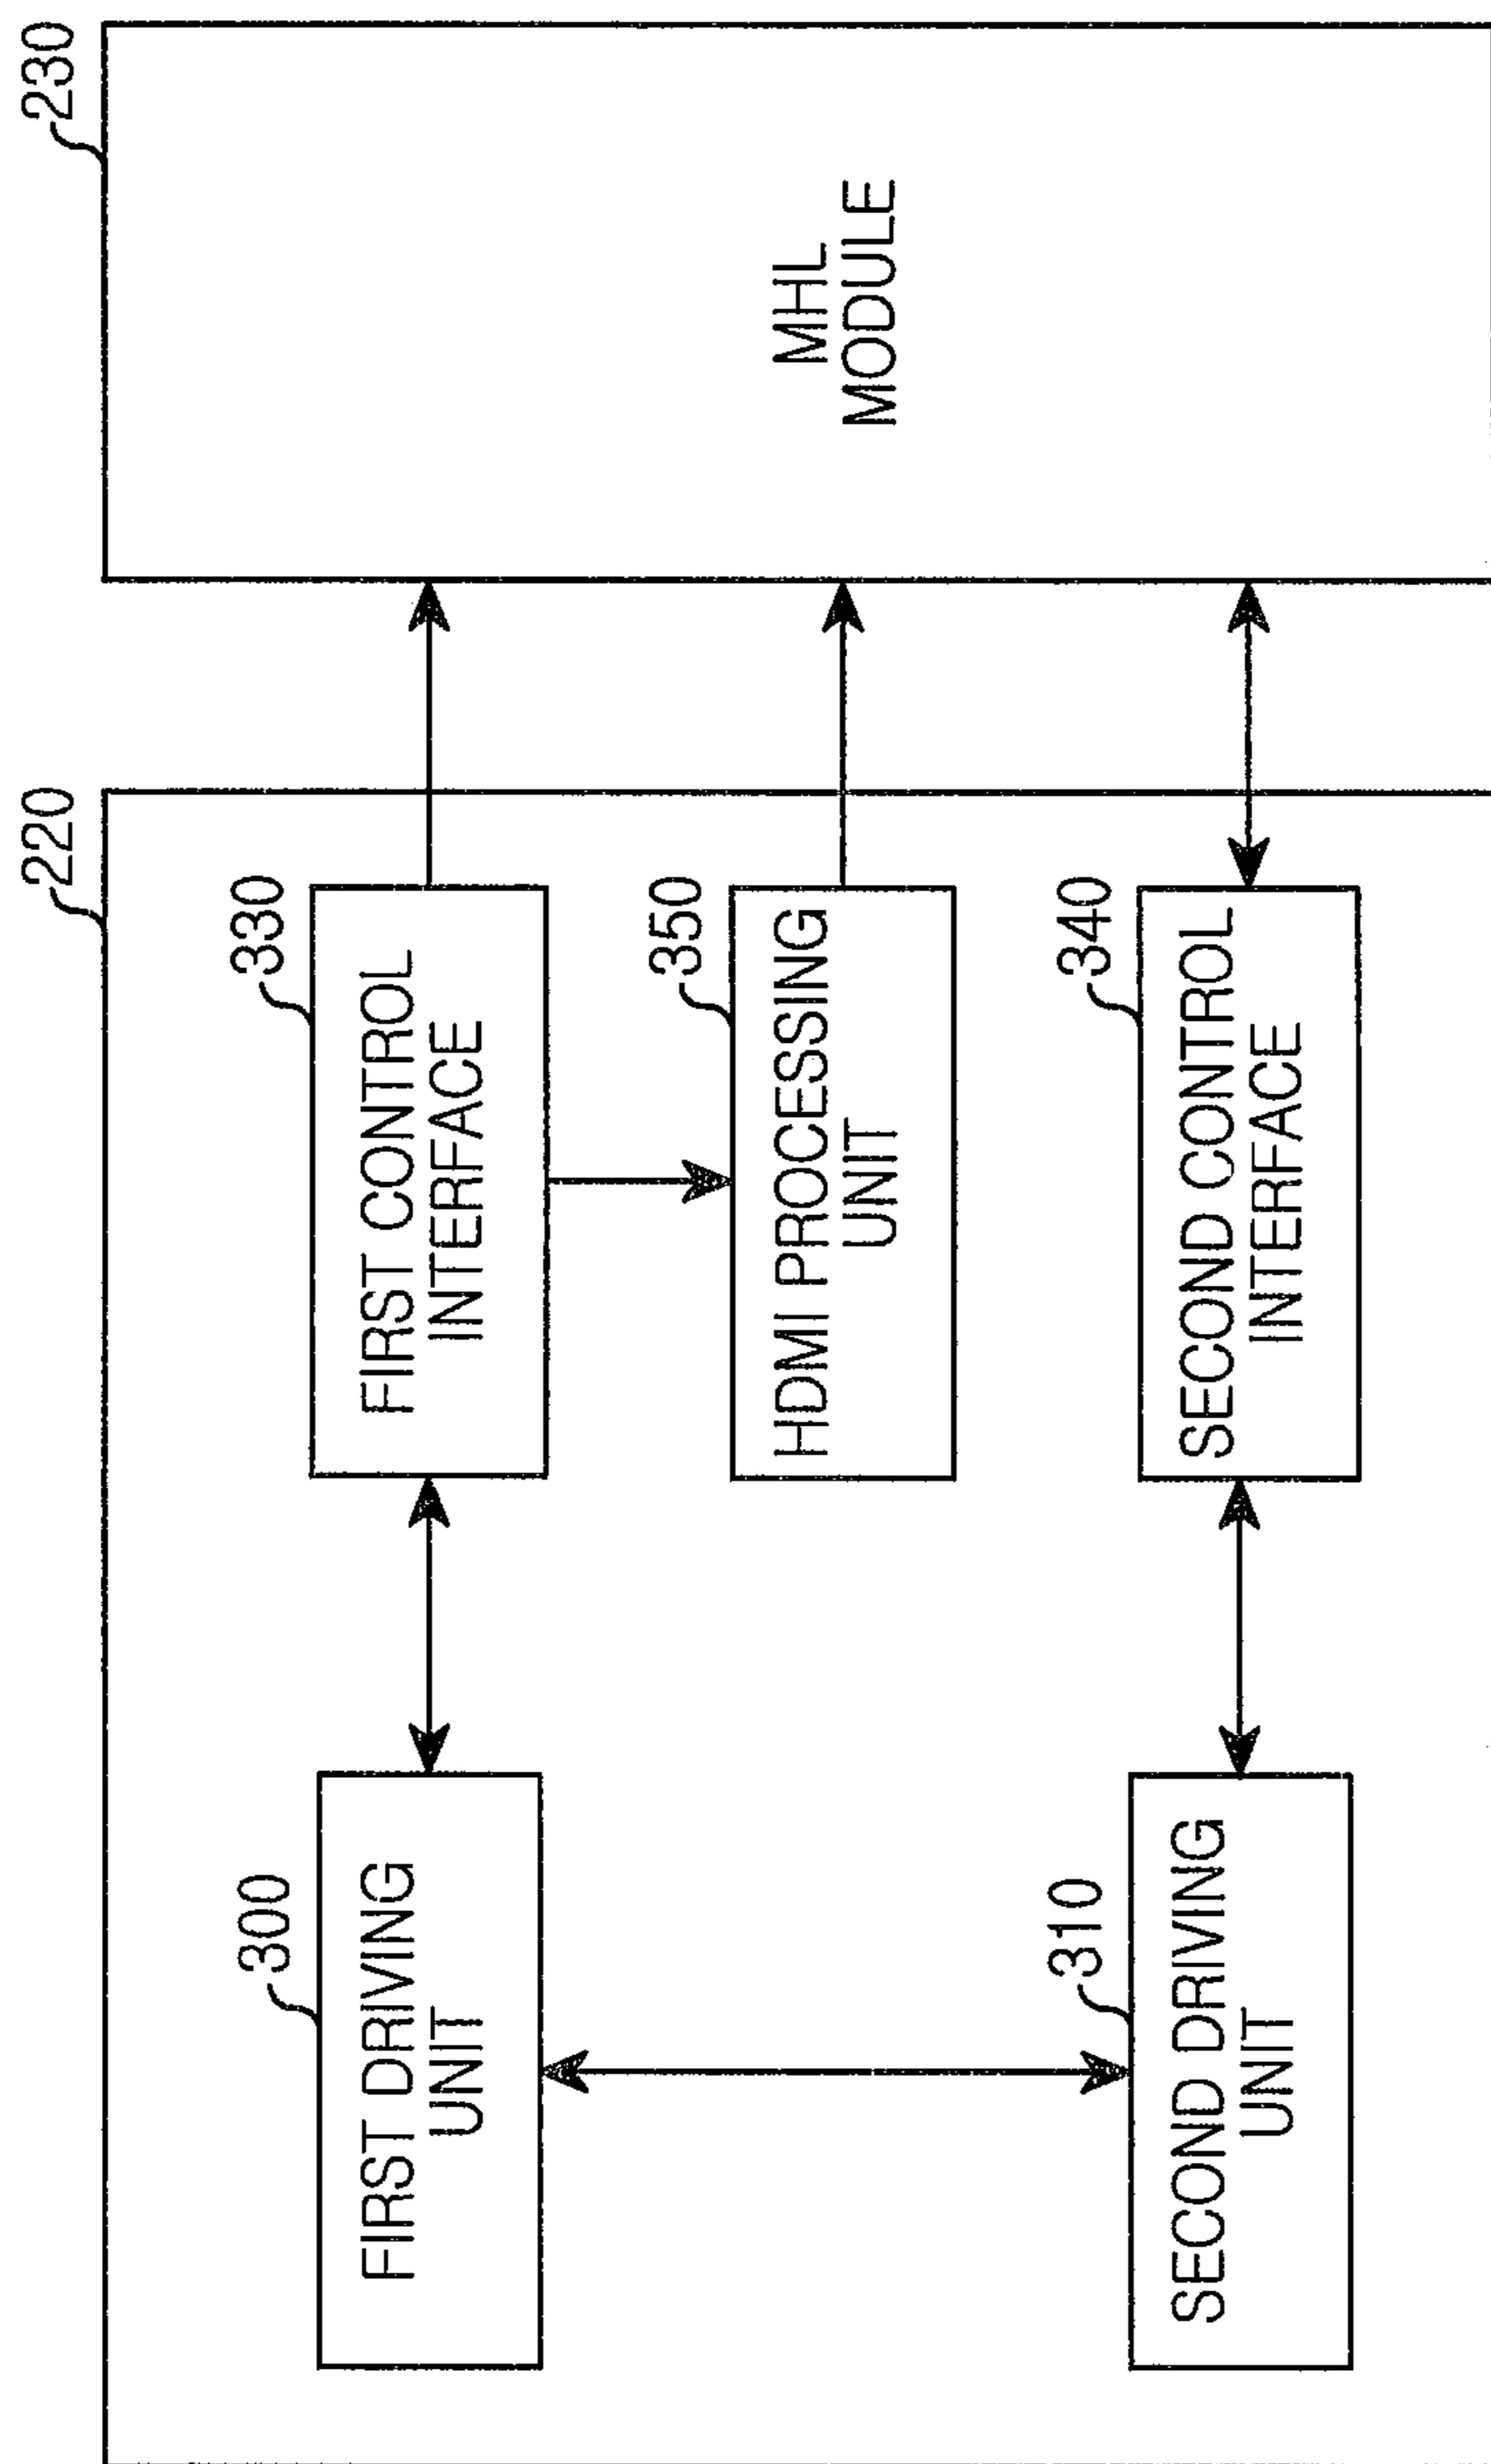 220
230
300
FIRST DRIVING
UNIT
330
FIRST CONTROL
INTERFACE
350
HDMI PROCESSING
UNIT
MHL
MODULE
310
SECOND DRIVING
UNIT
340
SECOND CONTROL
INTERFACE